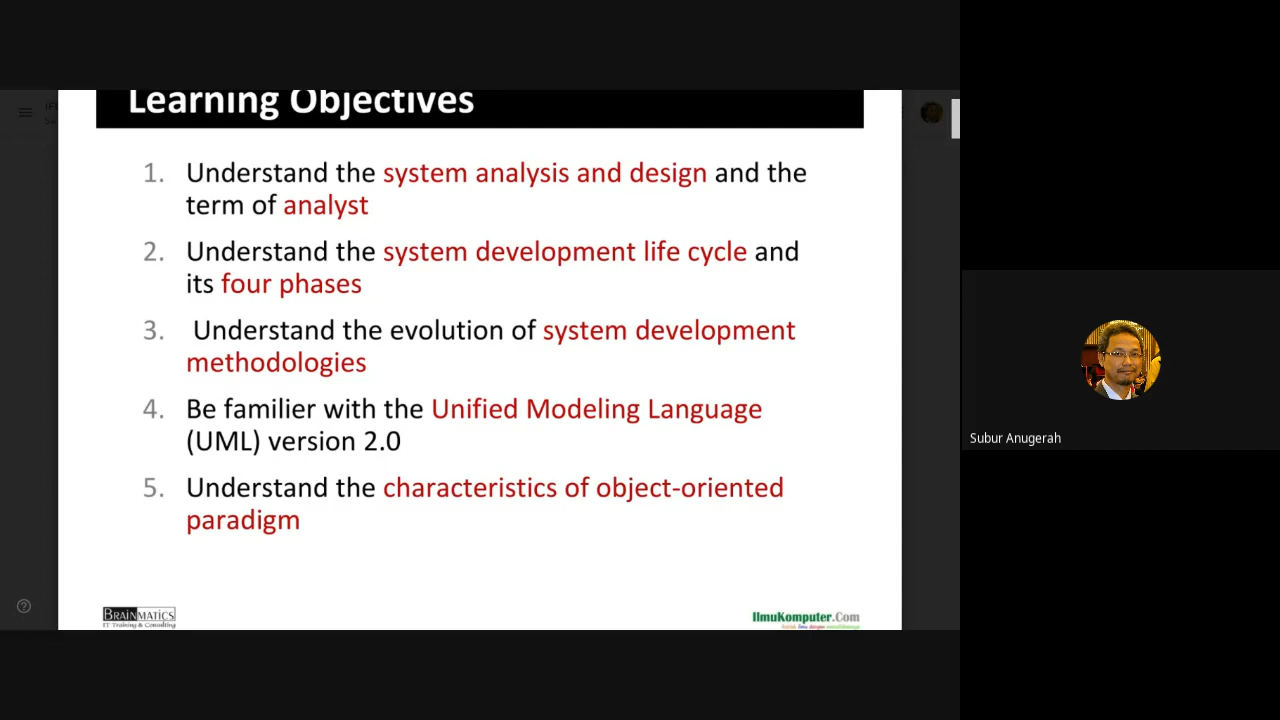 Learning Objectives
1. Understand the system analysis and design and the
term of analyst
2. Understand the system development life cycle and
its four phases
3. Understand the evolution of system development
methodologies
4. Be familier with the Unified Modeling Language
(UML) version 2.0
5. Understand the characteristics of object-oriented
paradigm
Subur Anugerah
BRAINMATICS
IT Training & Consulting
IlmuKomputer.Com